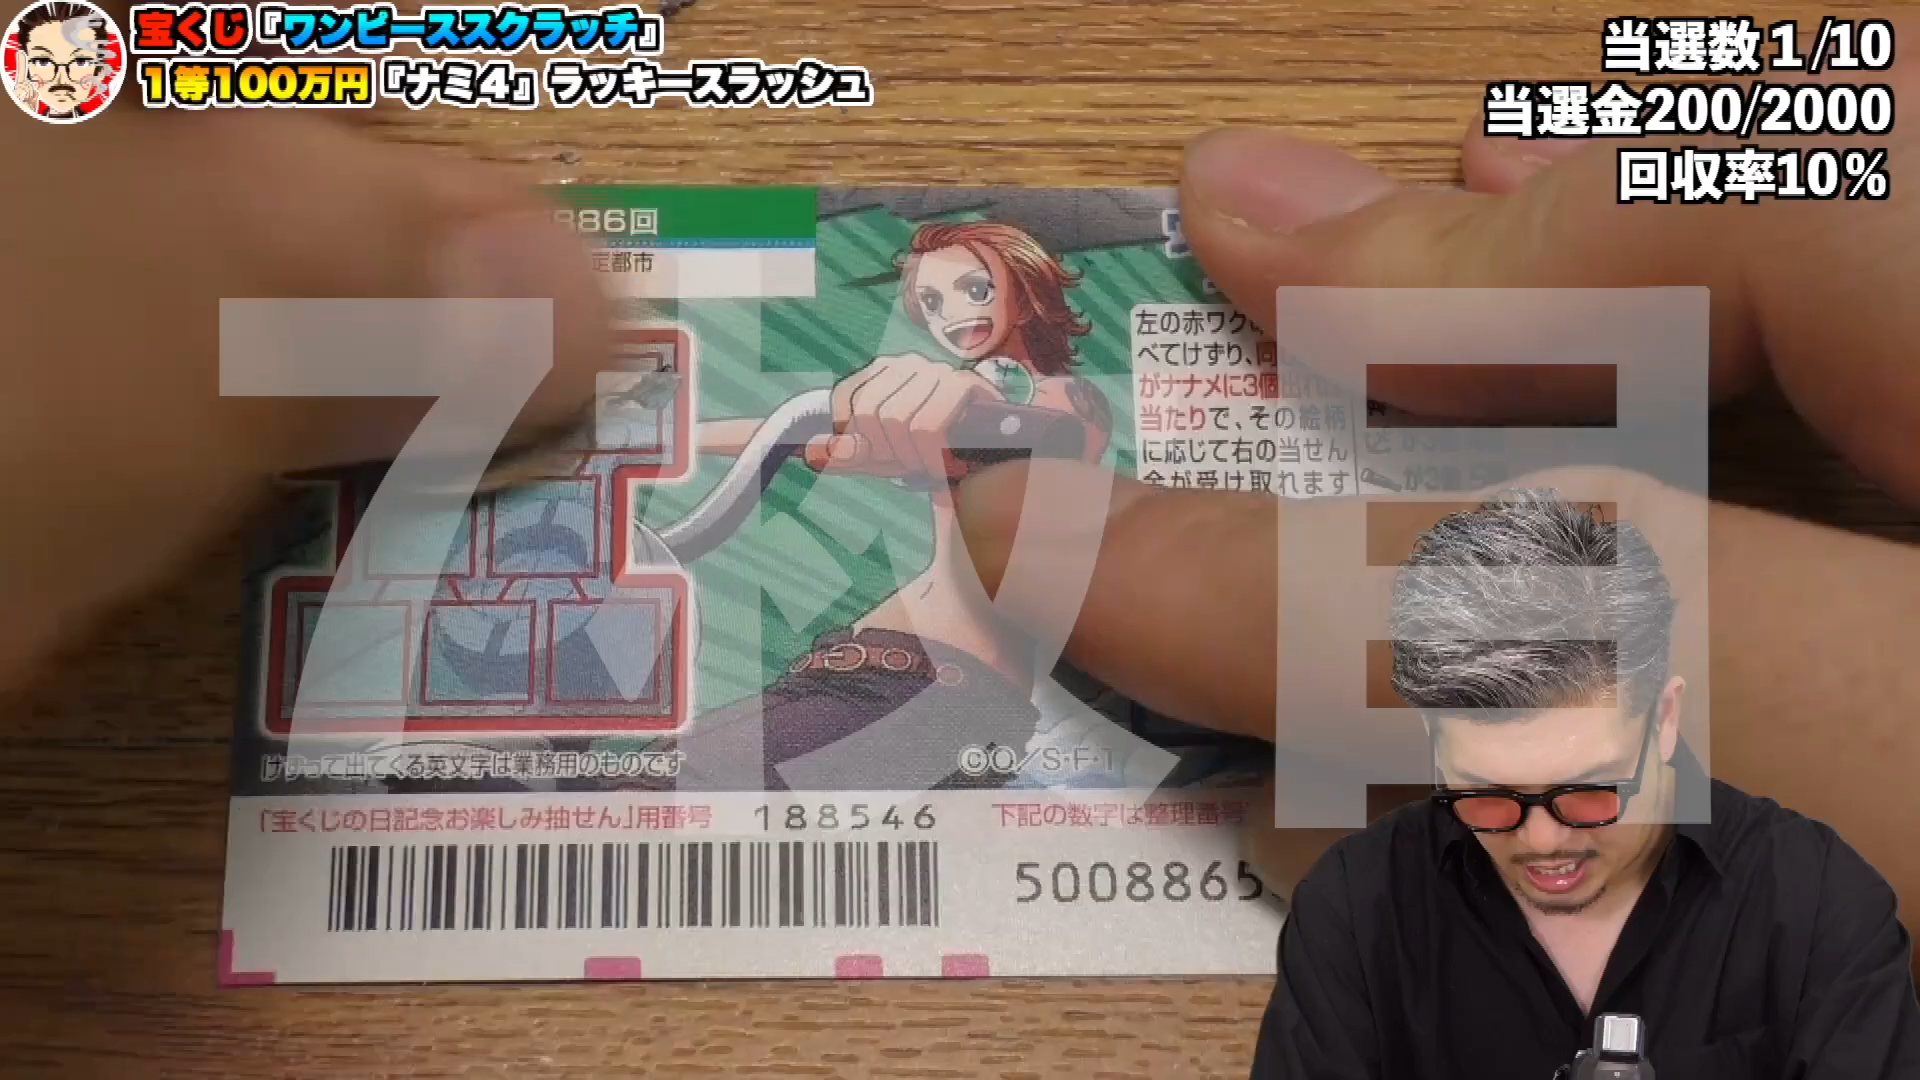 宝くじ『ワンピーススクラッチ』
1等100万円『ナミ4』ラッキースラッシュ
当選数1/10
当選金200/2000
回収率10%
7枚目
886回
定都市
左の赤ワク
べてけずり、同
がナナメに3個出れ
当たりで、その絵柄
に応じて右の当せん
金が受け取れます
が3個
けずって出てくる英文字は業務用のものです
「宝くじの日記念お楽しみ抽せん」用番号 188546
下記の数字は整理番号
5008865